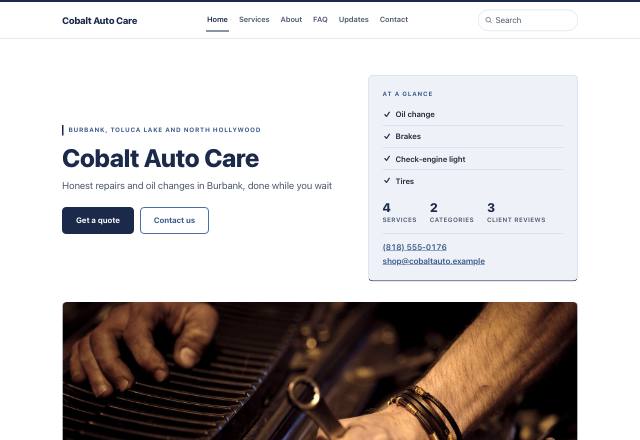 Cobalt Auto Care
Home Services About FAQ Updates Contact
Search
BURBANK, TOLUCA LAKE AND NORTH HOLLYWOOD
Cobalt Auto Care
Honest repairs and oil changes in Burbank, done while you wait
Get a quote Contact us
AT A GLANCE
Oil change
Brakes
Check-engine light
Tires
4 2 3
SERVICES CATEGORIES CLIENT REVIEWS
(818) 555-0176
shop@cobaltauto.example